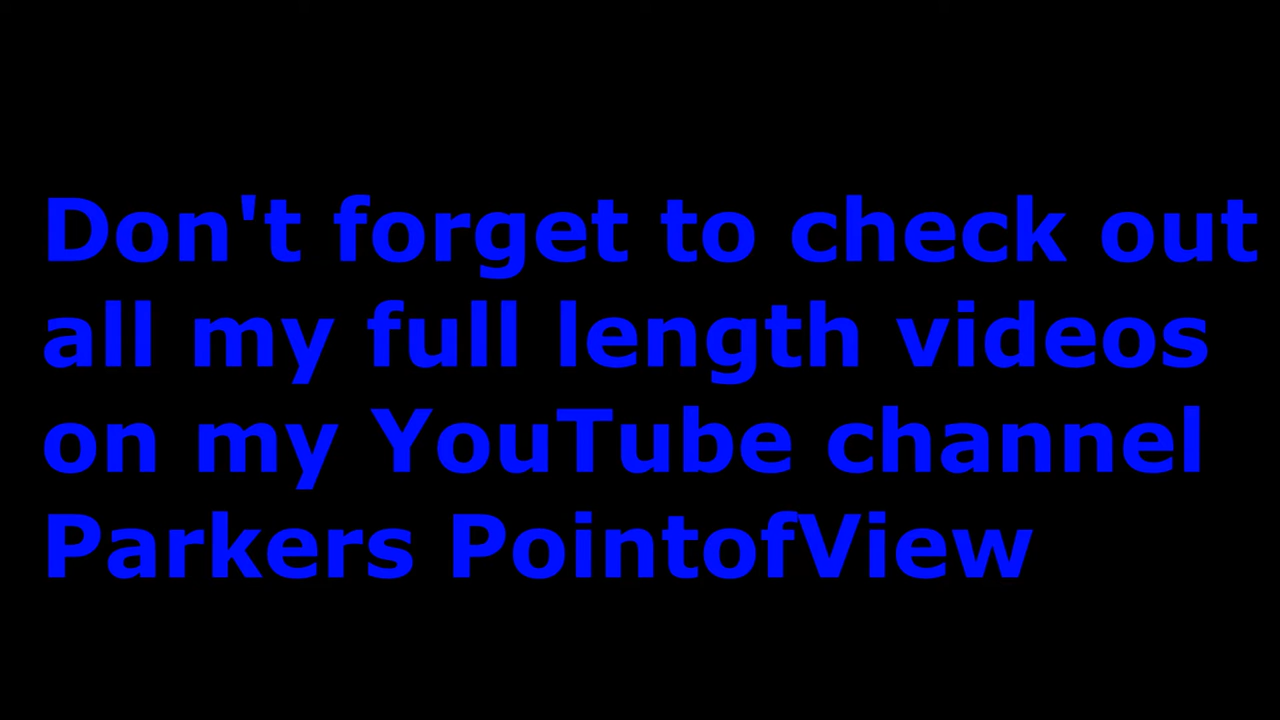 Don't forget to check out
all my full length videos
on my YouTube channel
Parkers PointofView